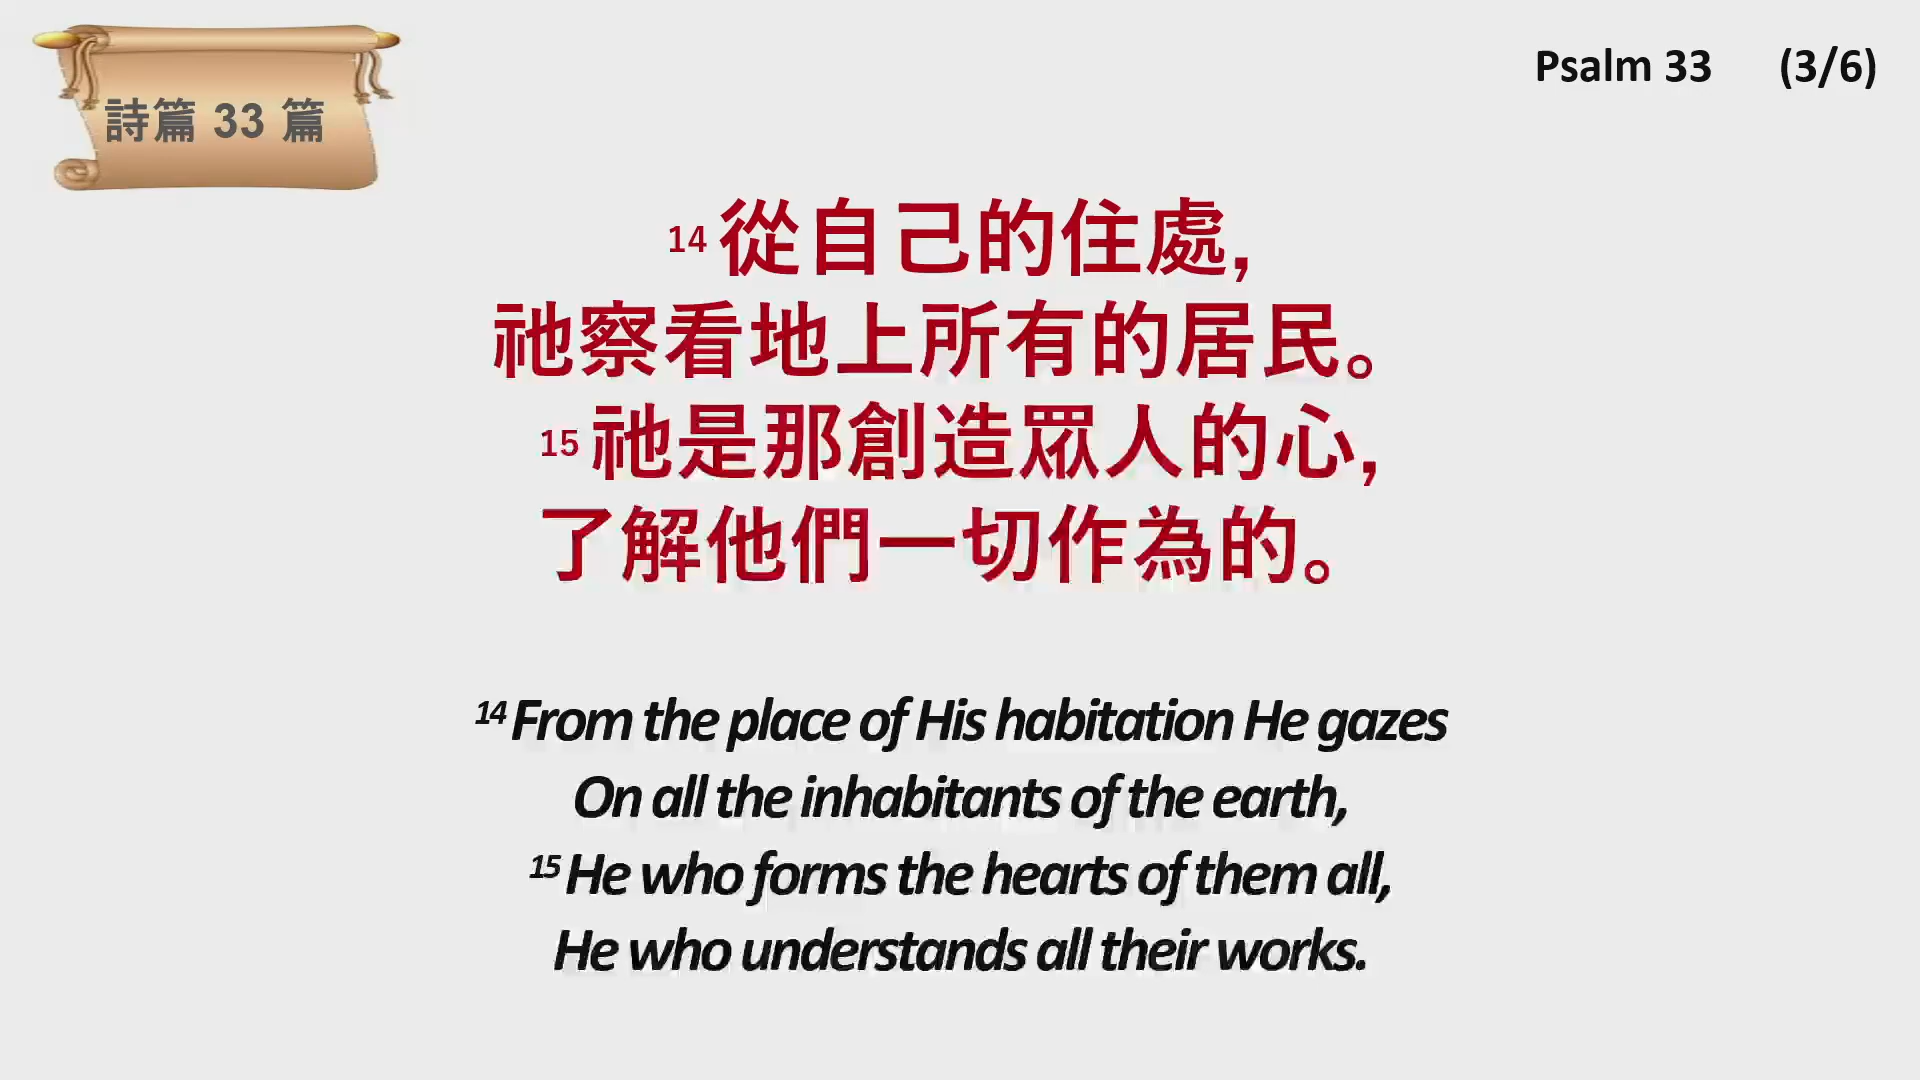 詩篇 33 篇
Psalm 33 (3/6)
14 從自己的住處,
祂察看地上所有的居民。
15 祂是那創造眾人的心,
了解他們一切作為的。
14 From the place of His habitation He gazes
On all the inhabitants of the earth,
15 He who forms the hearts of them all,
He who understands all their works.